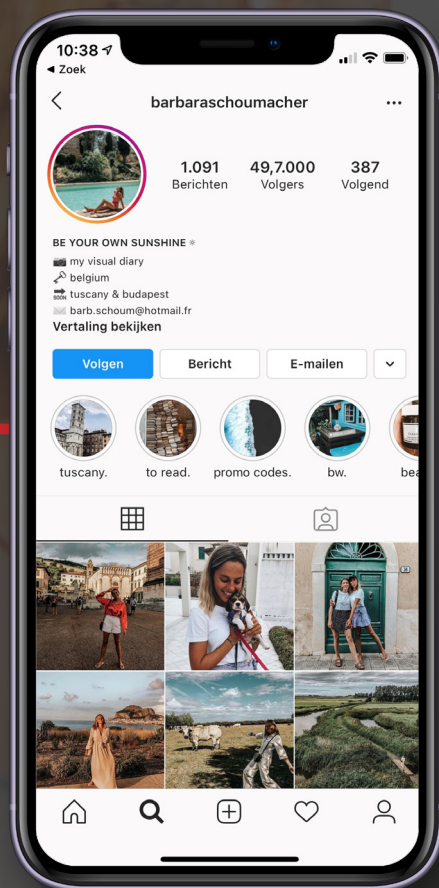 10:38
◀ Zoek
barbaraschoumacher
1.091 49,7.000 387
Berichten Volgers Volgend
BE YOUR OWN SUNSHINE
my visual diary
belgium
SOON tuscany & budapest
barb.schoum@hotmail.fr
Vertaling bekijken
Volgen Bericht E-mailen
tuscany. to read. promo codes. bw. bea